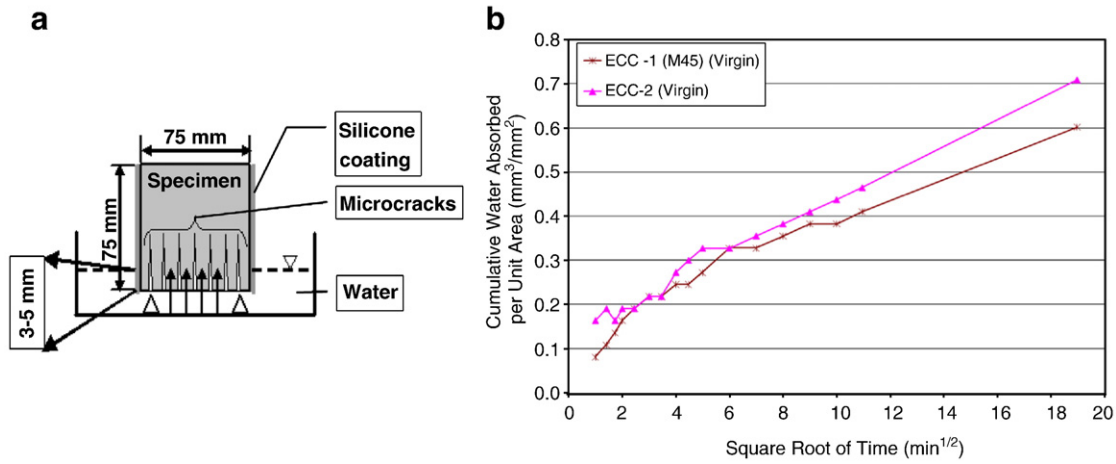 a
75 mm
Silicone
coating
Specimen
75 mm
Microcracks
Water
3-5 mm
b
0.8
0.7
0.6
0.5
0.4
0.3
0.2
0.1
0.0
Cumulative Water Absorbed
per Unit Area (mm³/mm²)
ECC -1 (M45) (Virgin)
ECC-2 (Virgin)
0 2 4 6 8 10 12 14 16 18 20
Square Root of Time (min^1/2)